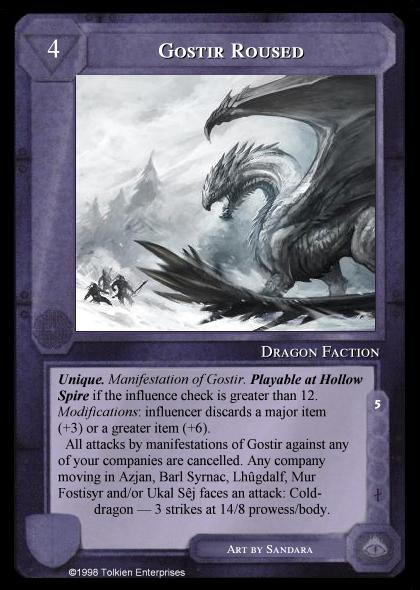 4
GOSTIR ROUSED
DRAGON FACTION
Unique. Manifestation of Gostir. Playable at Hollow
Spire if the influence check is greater than 12.
Modifications: influencer discards a major item
(+3) or a greater item (+6).
All attacks by manifestations of Gostir against any
of your companies are cancelled. Any company
moving in Azjan, Barl Syrnac, Lhûgdalf, Mur
Fostisyr and/or Ukal Sêj faces an attack: Cold-
dragon — 3 strikes at 14/8 prowess/body.
5
ART BY SANDARA
©1998 Tolkien Enterprises